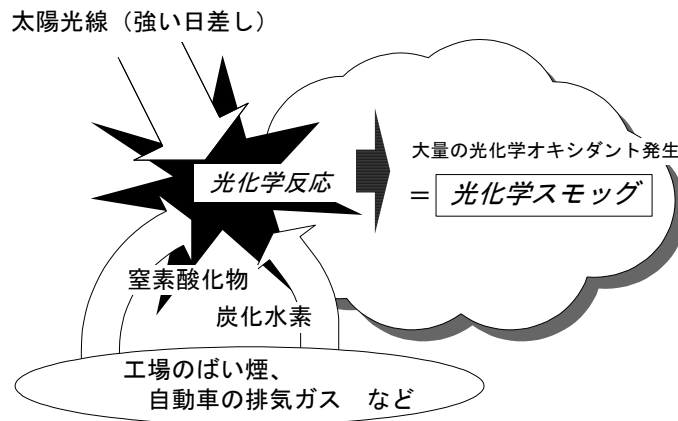 太陽光線（強い日差し）
光化学反応
大量の光化学オキシダント発生
＝ 光化学スモッグ
窒素酸化物
炭化水素
工場のばい煙、
自動車の排気ガス　など